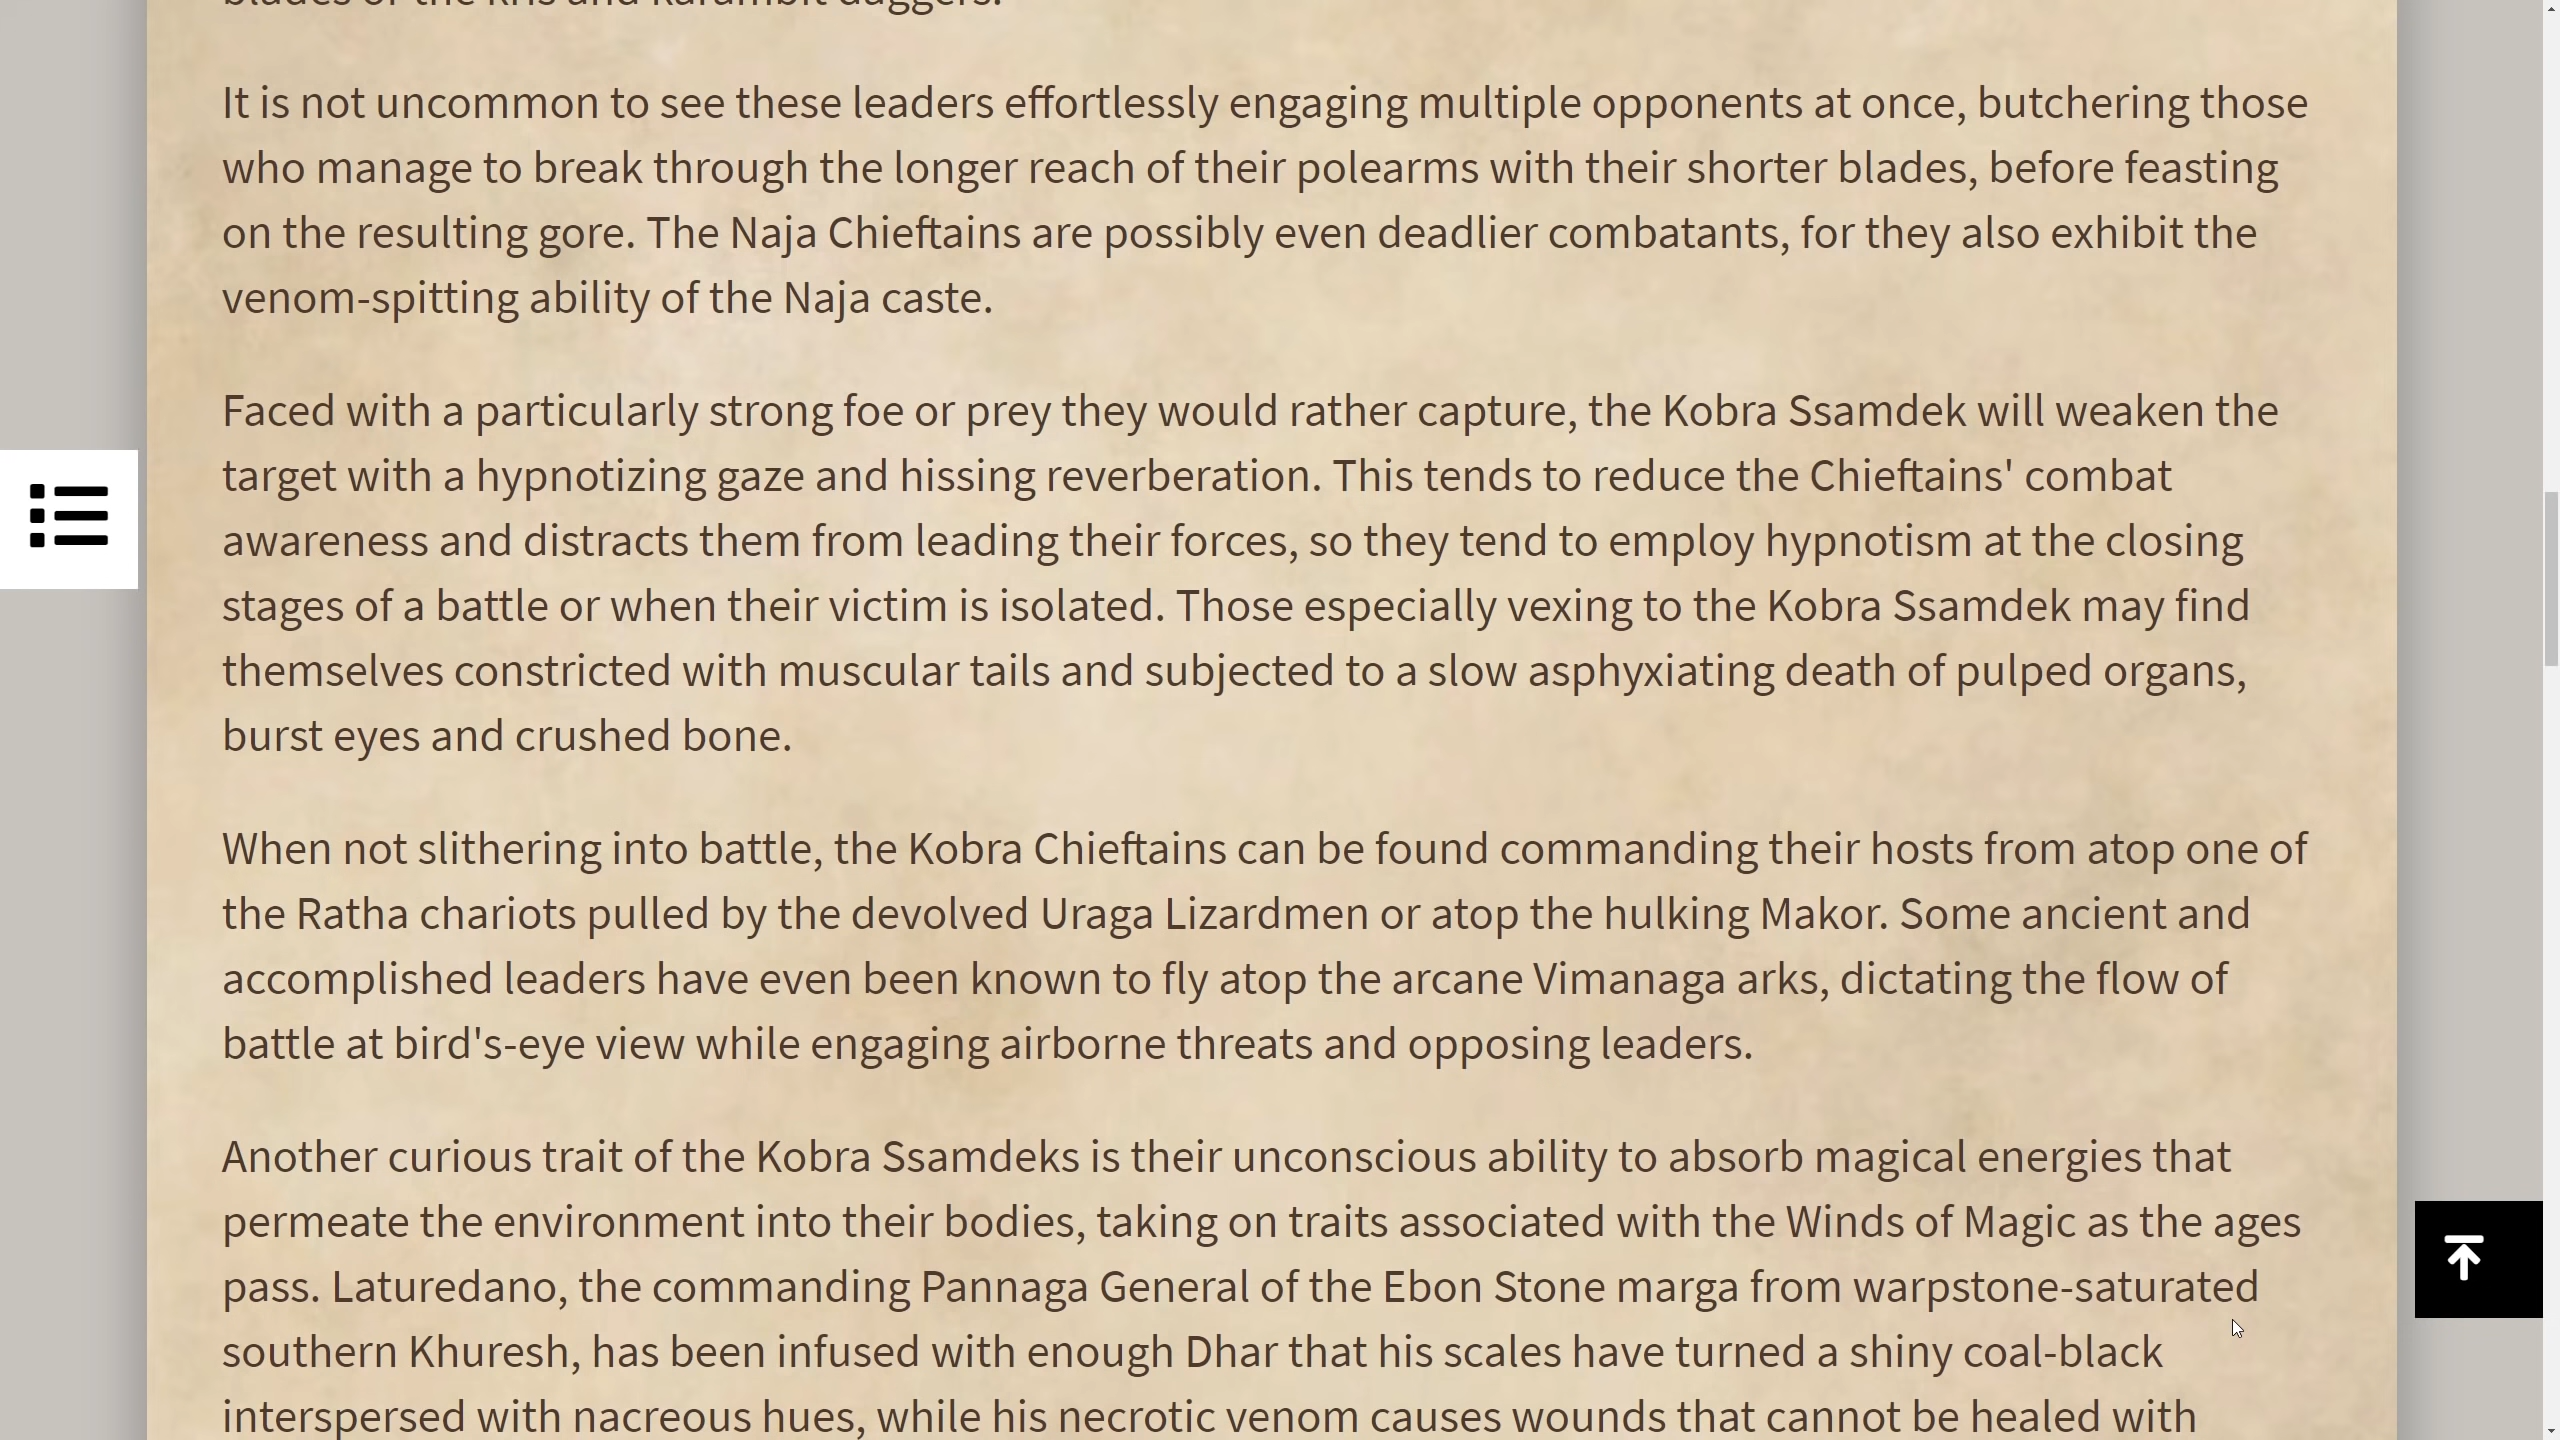 blades of the kris and karambit daggers.
It is not uncommon to see these leaders effortlessly engaging multiple opponents at once, butchering those
who manage to break through the longer reach of their polearms with their shorter blades, before feasting
on the resulting gore. The Naja Chieftains are possibly even deadlier combatants, for they also exhibit the
venom-spitting ability of the Naja caste.
Faced with a particularly strong foe or prey they would rather capture, the Kobra Ssamdek will weaken the
target with a hypnotizing gaze and hissing reverberation. This tends to reduce the Chieftains' combat
awareness and distracts them from leading their forces, so they tend to employ hypnotism at the closing
stages of a battle or when their victim is isolated. Those especially vexing to the Kobra Ssamdek may find
themselves constricted with muscular tails and subjected to a slow asphyxiating death of pulped organs,
burst eyes and crushed bone.
When not slithering into battle, the Kobra Chieftains can be found commanding their hosts from atop one of
the Ratha chariots pulled by the devolved Uraga Lizardmen or atop the hulking Makor. Some ancient and
accomplished leaders have even been known to fly atop the arcane Vimanaga arks, dictating the flow of
battle at bird's-eye view while engaging airborne threats and opposing leaders.
Another curious trait of the Kobra Ssamdeks is their unconscious ability to absorb magical energies that
permeate the environment into their bodies, taking on traits associated with the Winds of Magic as the ages
pass. Laturedano, the commanding Pannaga General of the Ebon Stone marga from warpstone-saturated
southern Khuresh, has been infused with enough Dhar that his scales have turned a shiny coal-black
interspersed with nacreous hues, while his necrotic venom causes wounds that cannot be healed with